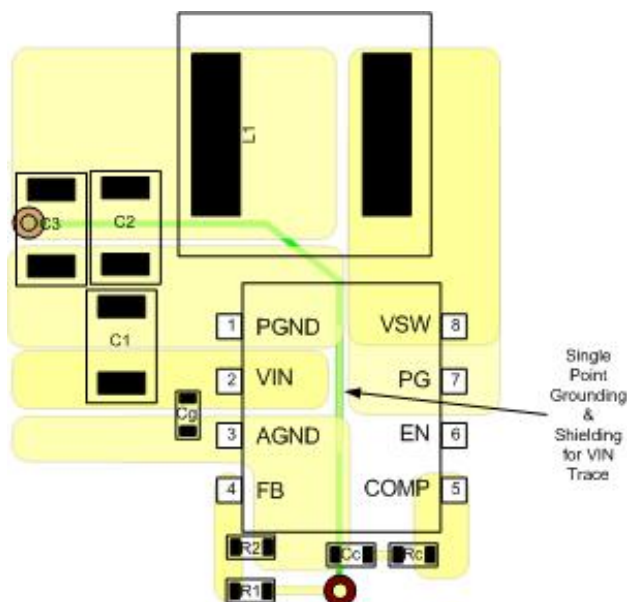 L1
C3
C2
C1
Cg
1 PGND VSW 8
2 VIN PG 7
3 AGND EN 6
4 FB COMP 5
R2
Cc
Rc
R1
Single
Point
Grounding
&
Shielding
for VIN
Trace